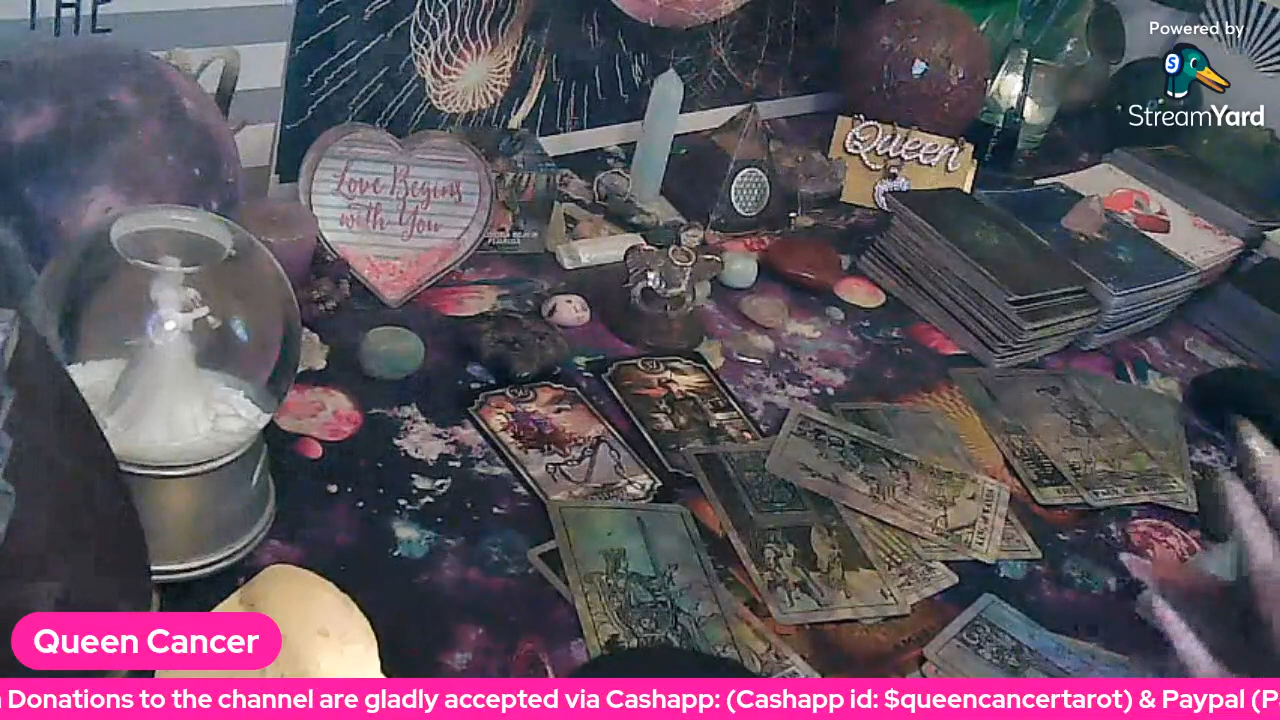 THE
Powered by
StreamYard
Love Begins
with You
Queen
FLORIDA
Queen Cancer
Donations to the channel are gladly accepted via Cashapp: (Cashapp id: $queencancertarot) & Paypal (P